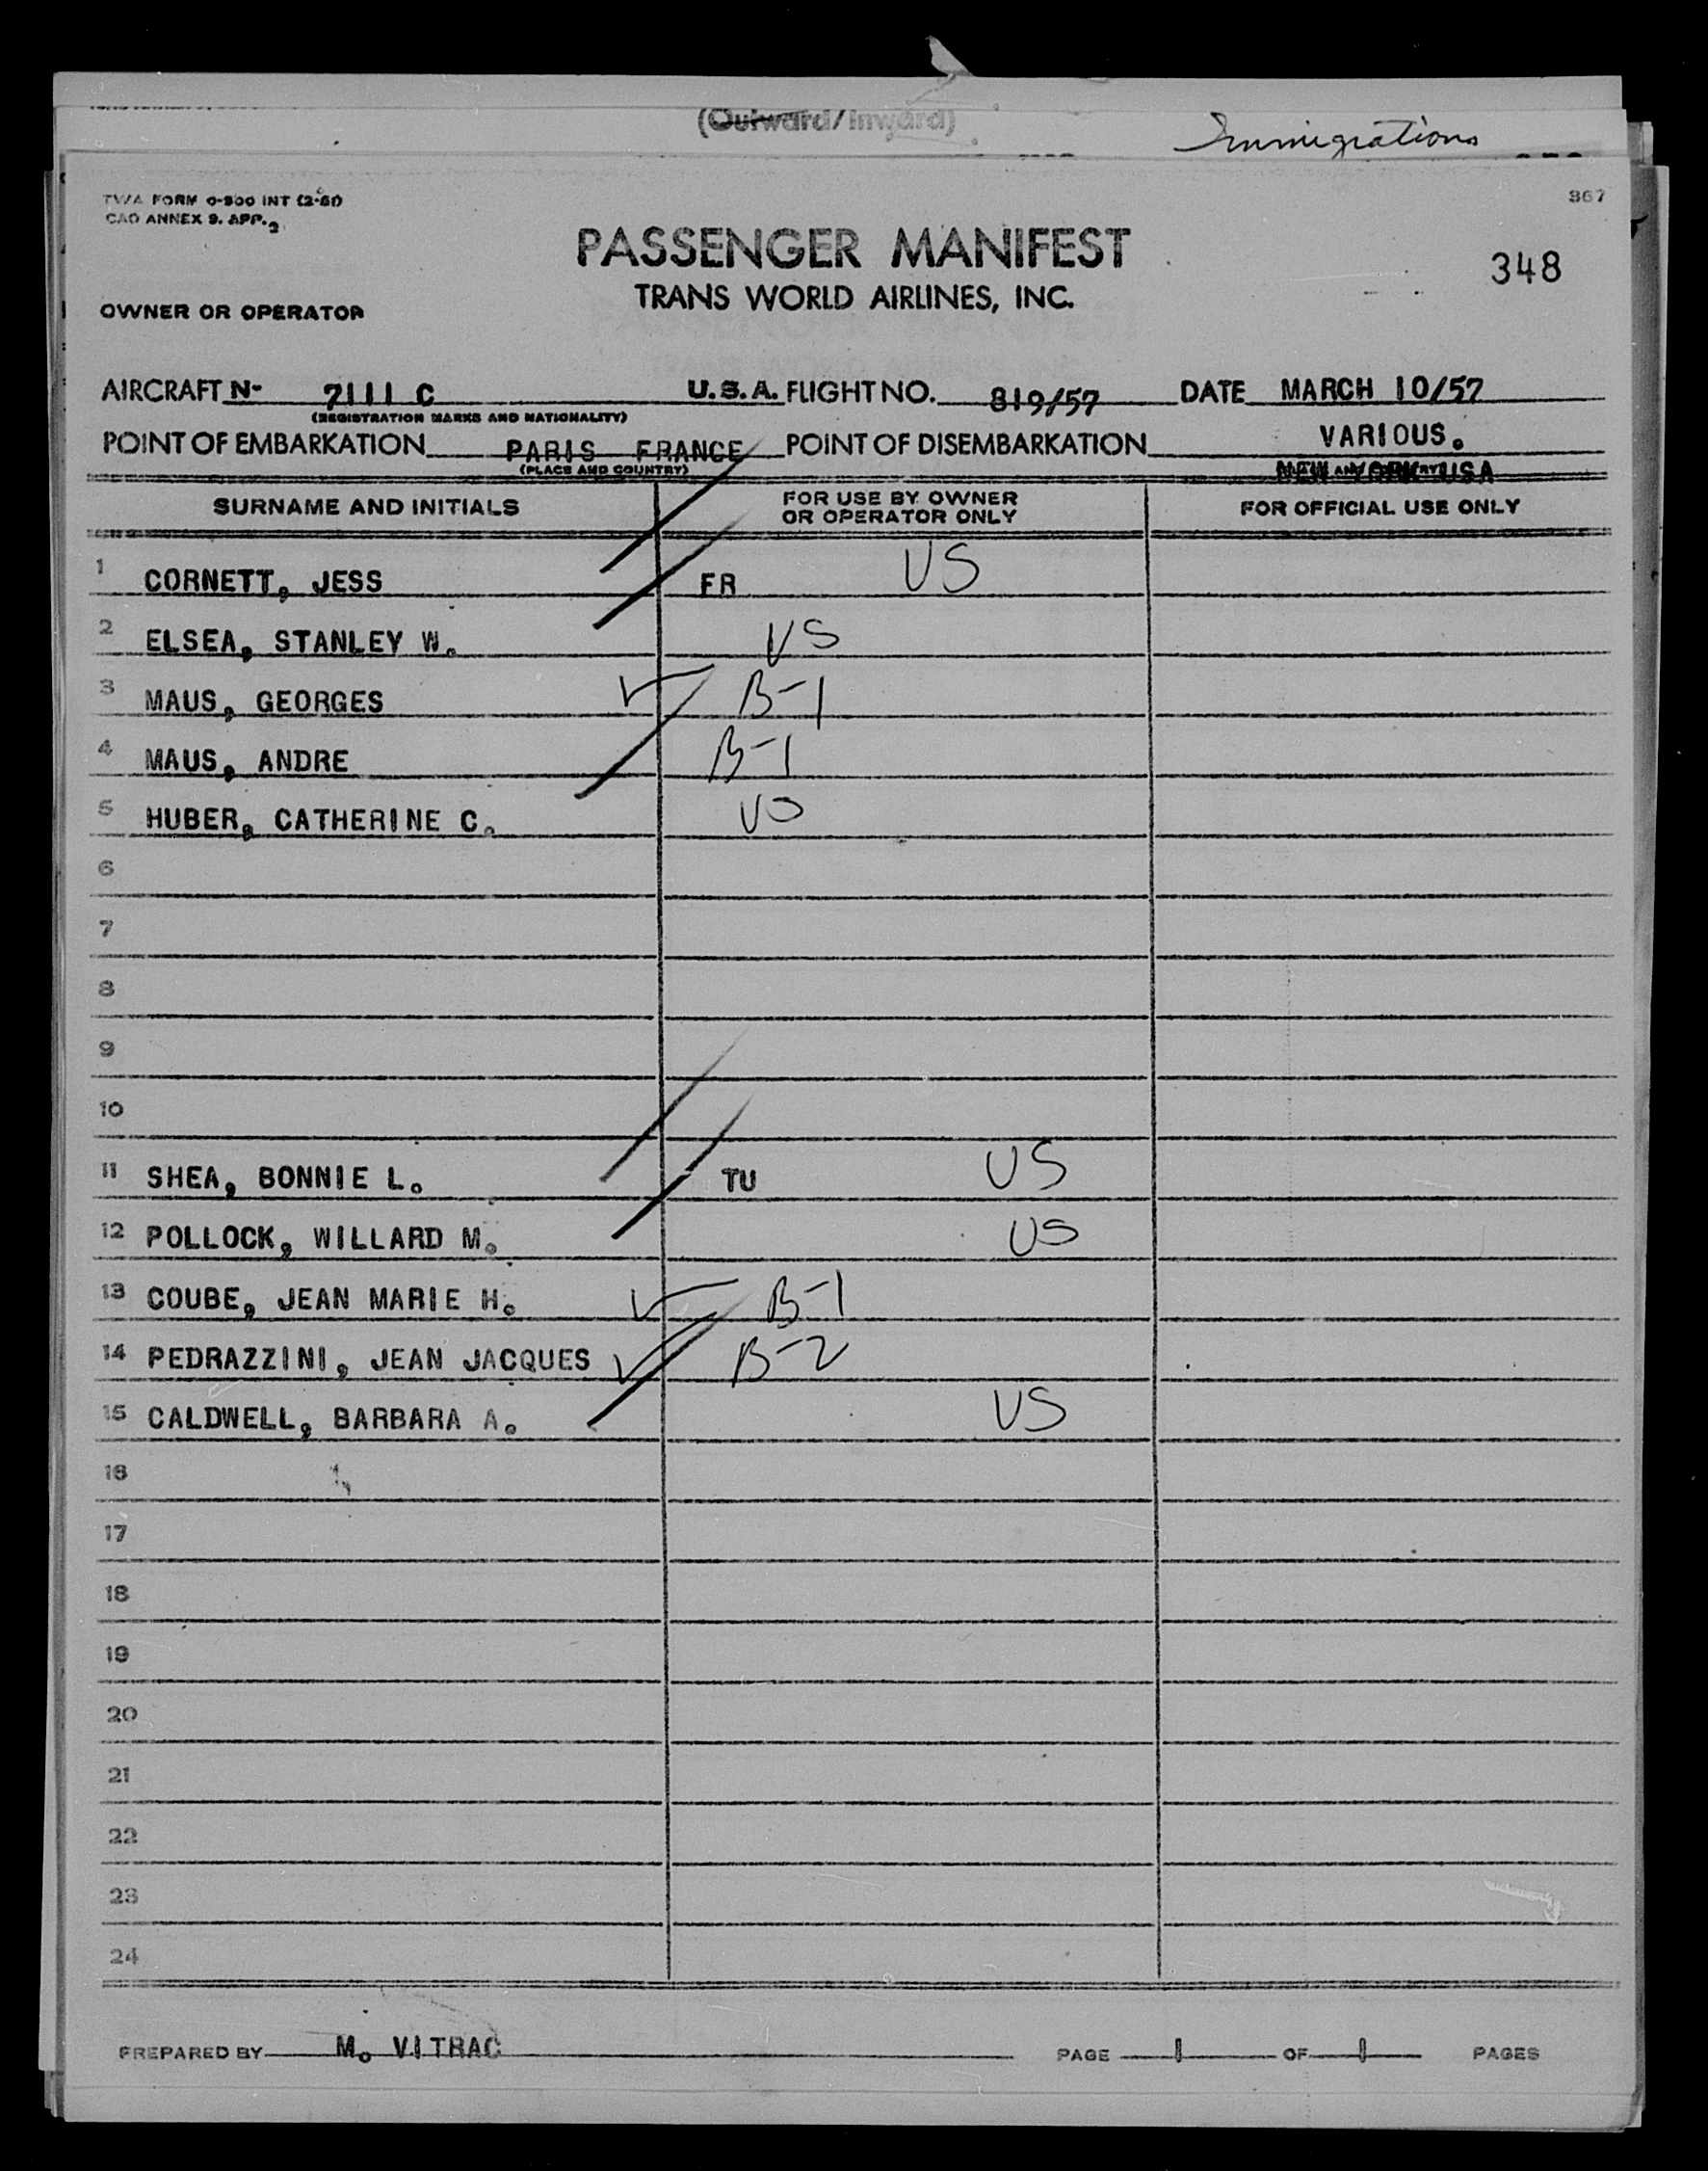 (Outward/Inward)
Immigrations
TWA FORM O-800 INT (2-51)
CAO ANNEX 9. APP. 2
367
PASSENGER MANIFEST
348
TRANS WORLD AIRLINES, INC.
OWNER OR OPERATOR
AIRCRAFT N- 7111 C U.S.A. FLIGHT NO. 819/57 DATE MARCH 10/57
(REGISTRATION MARKS AND NATIONALITY)
POINT OF EMBARKATION PARIS FRANCE POINT OF DISEMBARKATION VARIOUS.
(PLACE AND COUNTRY) NEW YORK USA
SURNAME AND INITIALS FOR USE BY OWNER OR OPERATOR ONLY FOR OFFICIAL USE ONLY
1 CORNETT, JESS FR US
2 ELSEA, STANLEY W. US
3 MAUS, GEORGES B-1
4 MAUS, ANDRE B-1
5 HUBER, CATHERINE C. US
6
7
8
9
10
11 SHEA, BONNIE L. TU US
12 POLLOCK, WILLARD M. US
13 COUBE, JEAN MARIE H. B-1
14 PEDRAZZINI, JEAN JACQUES B-2
15 CALDWELL, BARBARA A. US
16
17
18
19
20
21
22
23
24
PREPARED BY M. VITRAC PAGE 1 OF 1 PAGES